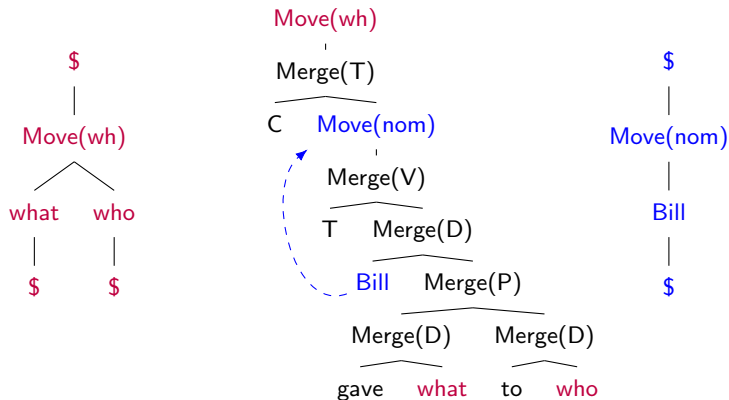 $
Move(wh)
what who
$ $
Move(wh)
Merge(T)
C Move(nom)
Merge(V)
T Merge(D)
Bill Merge(P)
Merge(D) Merge(D)
gave what to who
$
Move(nom)
Bill
$